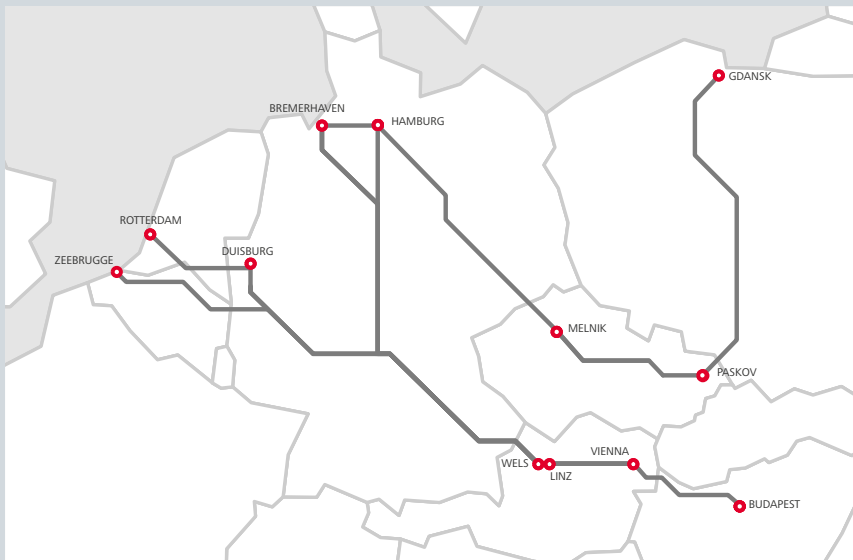 GDANSK
BREMERHAVEN
HAMBURG
ROTTERDAM
DUISBURG
ZEEBRUGGE
MELNIK
PASKOV
VIENNA
WELS
LINZ
BUDAPEST